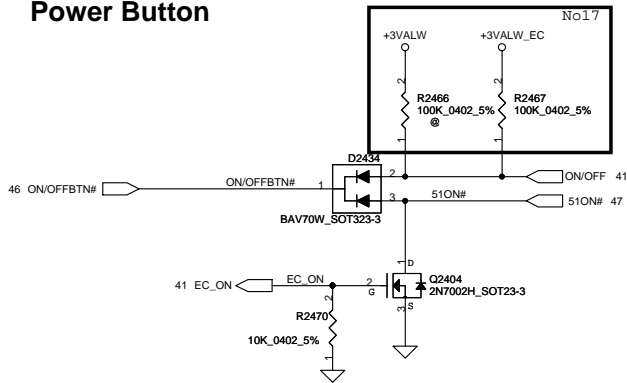 Power Button
No17
+3VALW
+3VALW_EC
2
2
R2466
100K_0402_5%
@
R2467
100K_0402_5%
1
1
D2434
46 ON/OFFBTN#
ON/OFFBTN#
1
2
ON/OFF 41
3
51ON#
51ON# 47
BAV70W_SOT323-3
1
D
41 EC_ON
EC_ON
2
G
Q2404
2N7002H_SOT23-3
3
S
2
R2470
10K_0402_5%
1